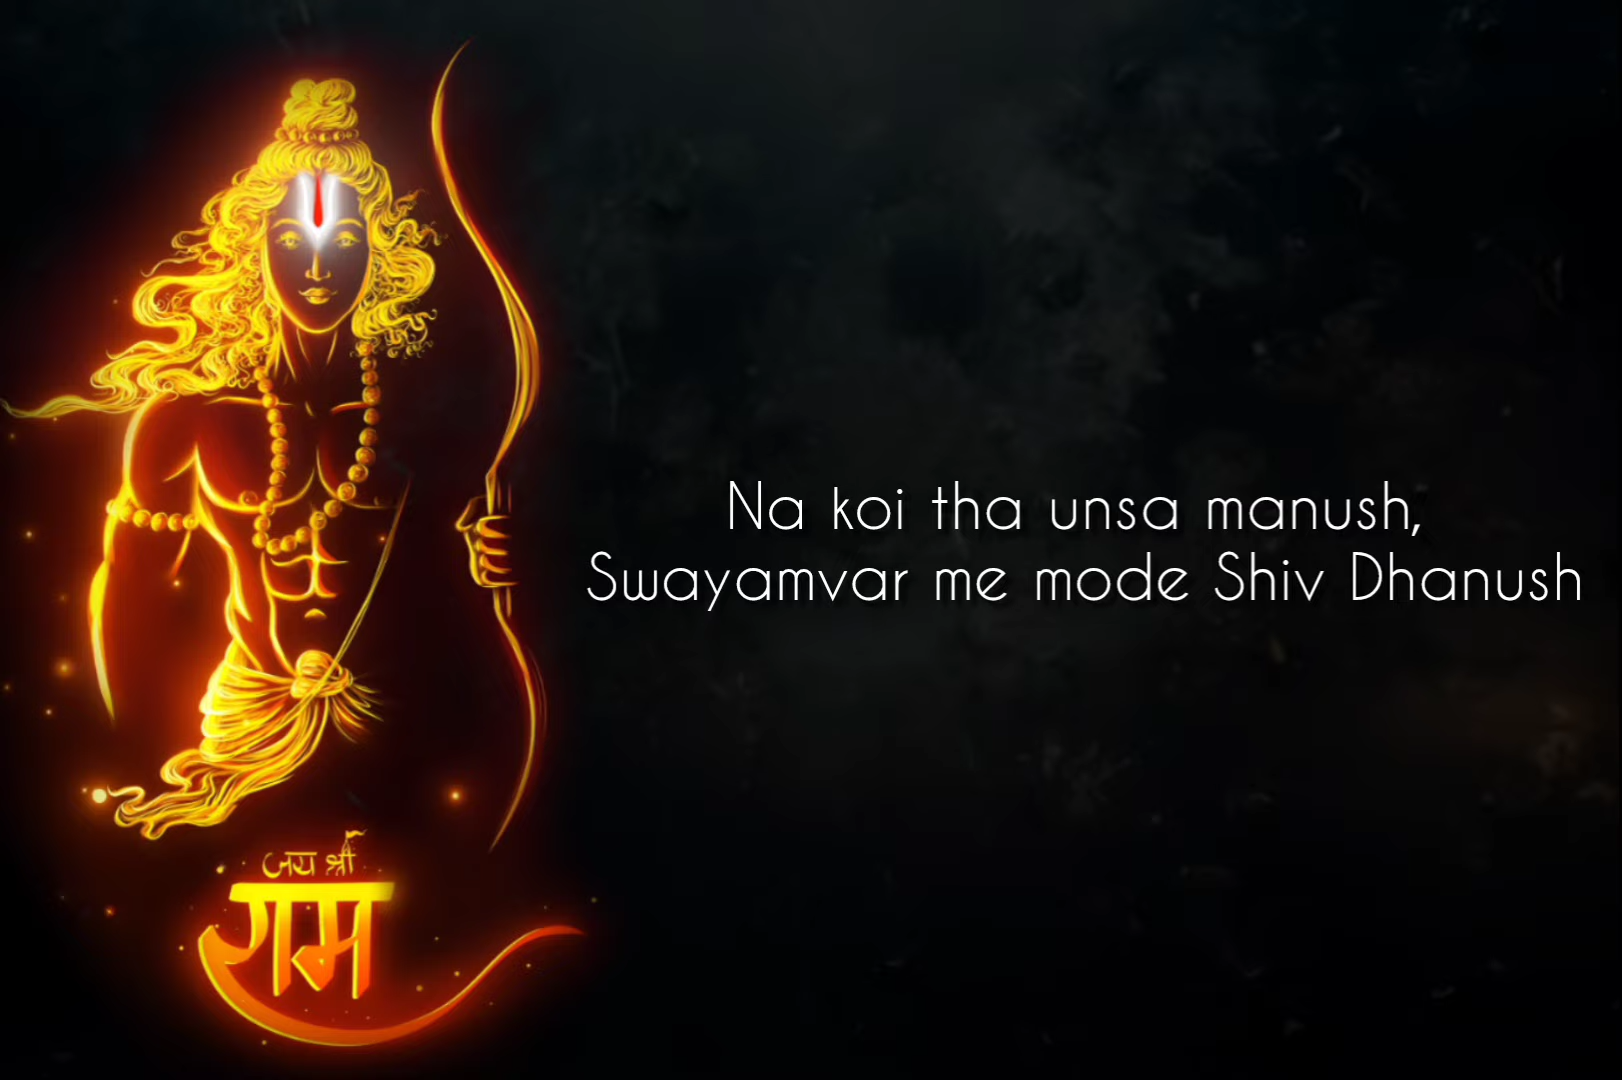 Na koi tha unsa manush,
Swayamvar me mode Shiv Dhanush
जय श्री
राम